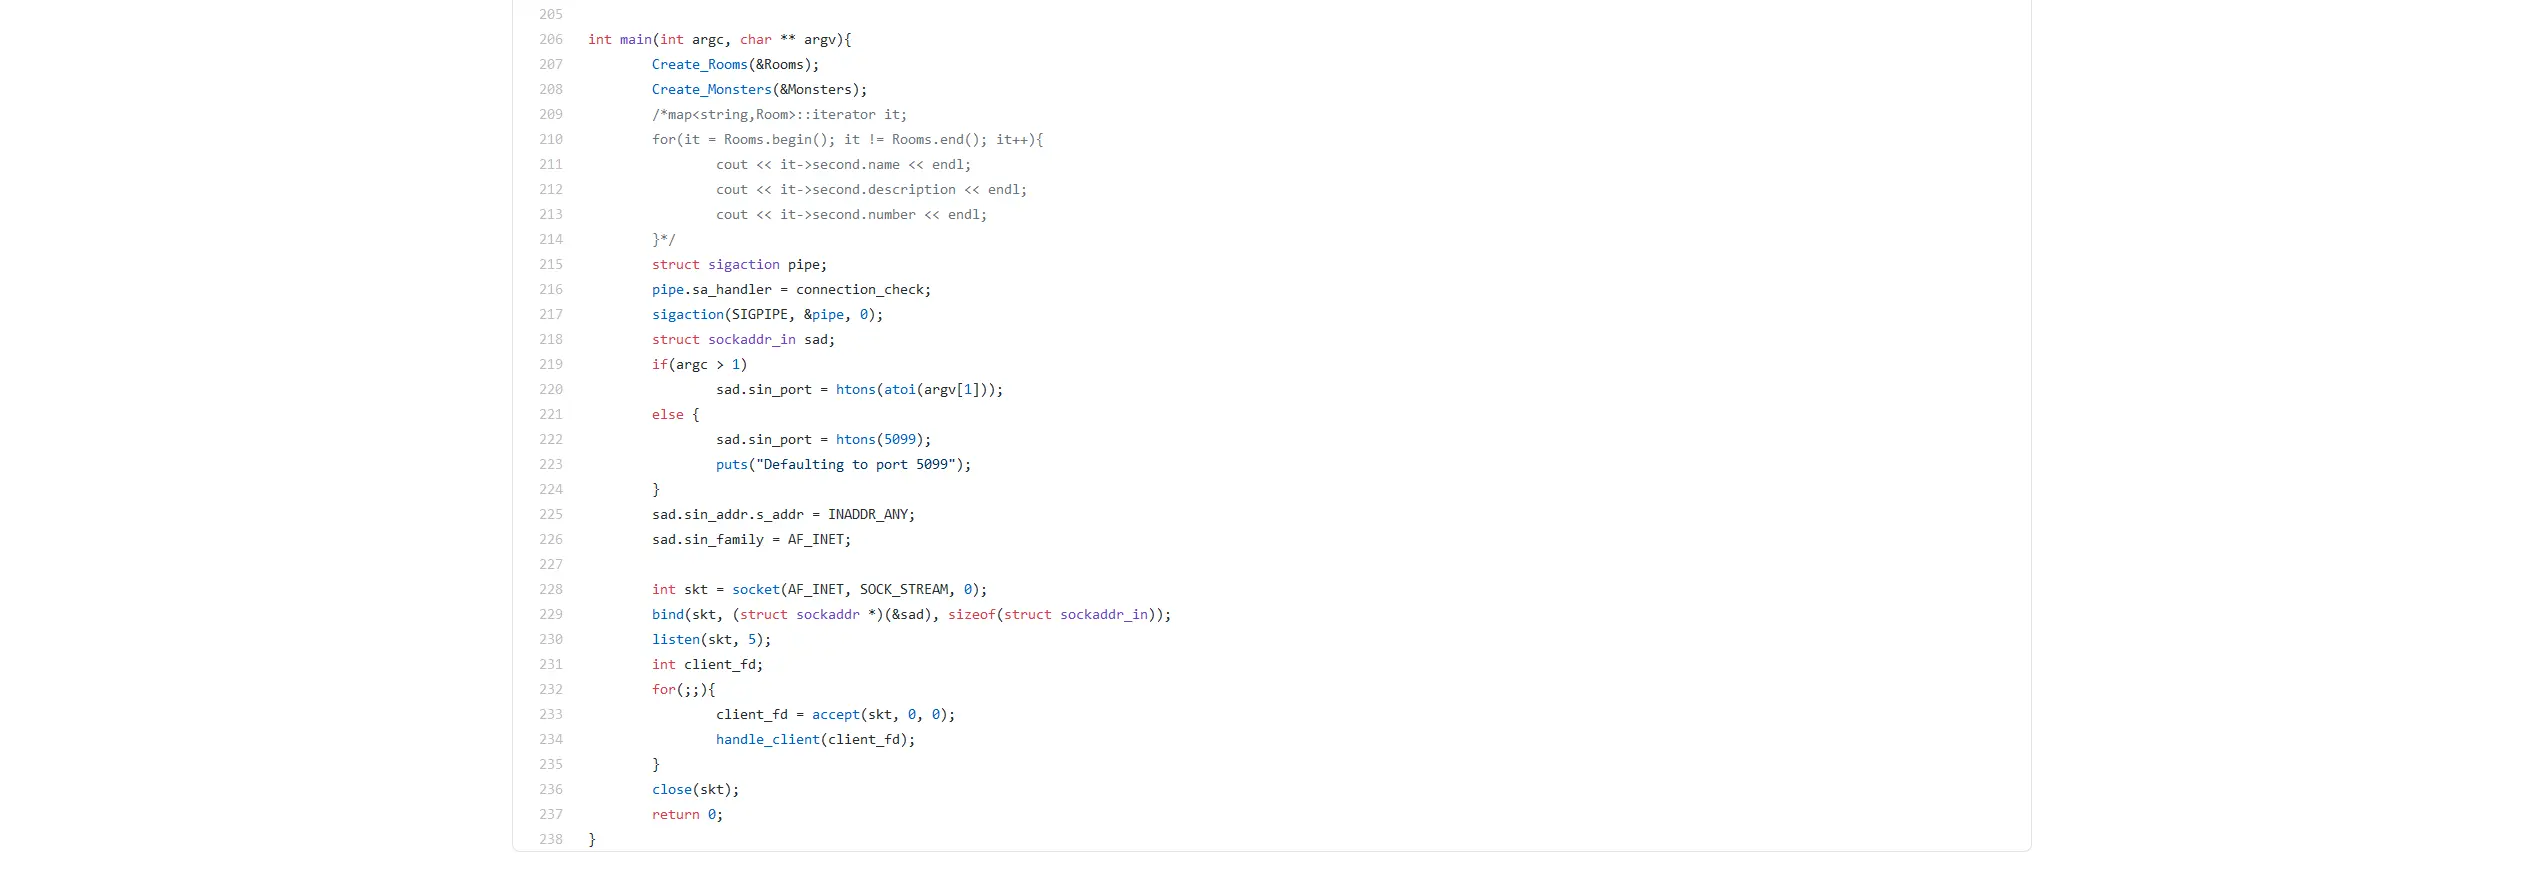 205
206 int main(int argc, char ** argv){
207 Create_Rooms(&Rooms);
208 Create_Monsters(&Monsters);
209 /*map<string,Room>::iterator it;
210 for(it = Rooms.begin(); it != Rooms.end(); it++){
211 cout << it->second.name << endl;
212 cout << it->second.description << endl;
213 cout << it->second.number << endl;
214 }*/
215 struct sigaction pipe;
216 pipe.sa_handler = connection_check;
217 sigaction(SIGPIPE, &pipe, 0);
218 struct sockaddr_in sad;
219 if(argc > 1)
220 sad.sin_port = htons(atoi(argv[1]));
221 else {
222 sad.sin_port = htons(5099);
223 puts("Defaulting to port 5099");
224 }
225 sad.sin_addr.s_addr = INADDR_ANY;
226 sad.sin_family = AF_INET;
227
228 int skt = socket(AF_INET, SOCK_STREAM, 0);
229 bind(skt, (struct sockaddr *)(&sad), sizeof(struct sockaddr_in));
230 listen(skt, 5);
231 int client_fd;
232 for(;;){
233 client_fd = accept(skt, 0, 0);
234 handle_client(client_fd);
235 }
236 close(skt);
237 return 0;
238 }